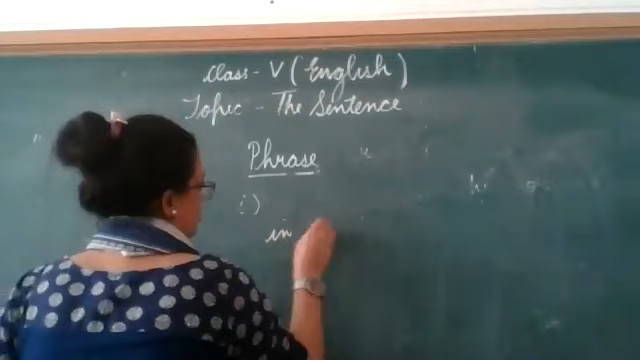 Class - V (English)
Topic - The Sentence
Phrase
i)
in